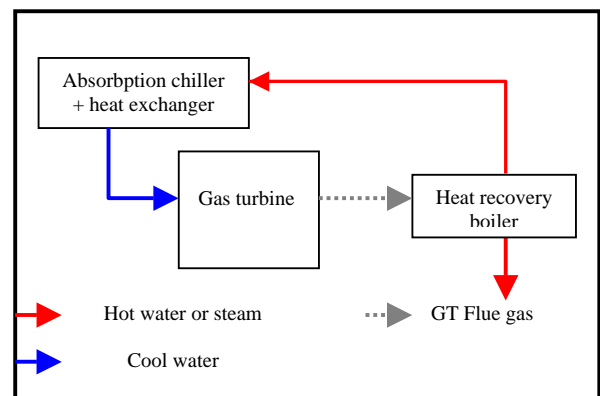 Absorbption chiller
+ heat exchanger
Gas turbine
Heat recovery
boiler
Hot water or steam
GT Flue gas
Cool water